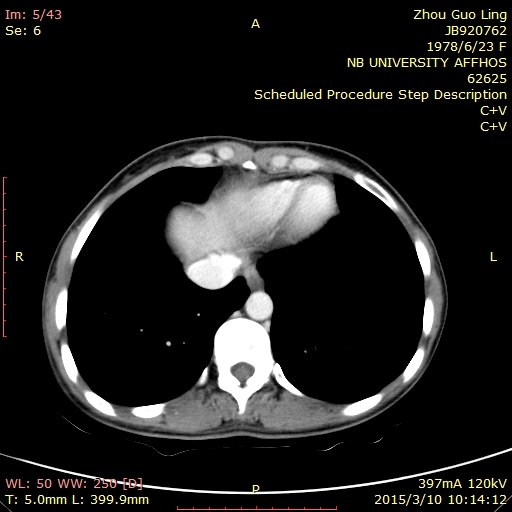 Im: 5/43
Se: 6
A
Zhou Guo Ling
JB920762
1978/6/23 F
NB UNIVERSITY AFFHOS
62625
Scheduled Procedure Step Description
C+V
C+V
R
L
WL: 50 WW: 250 [D]
T: 5.0mm L: 399.9mm
P
397mA 120kV
2015/3/10 10:14:12